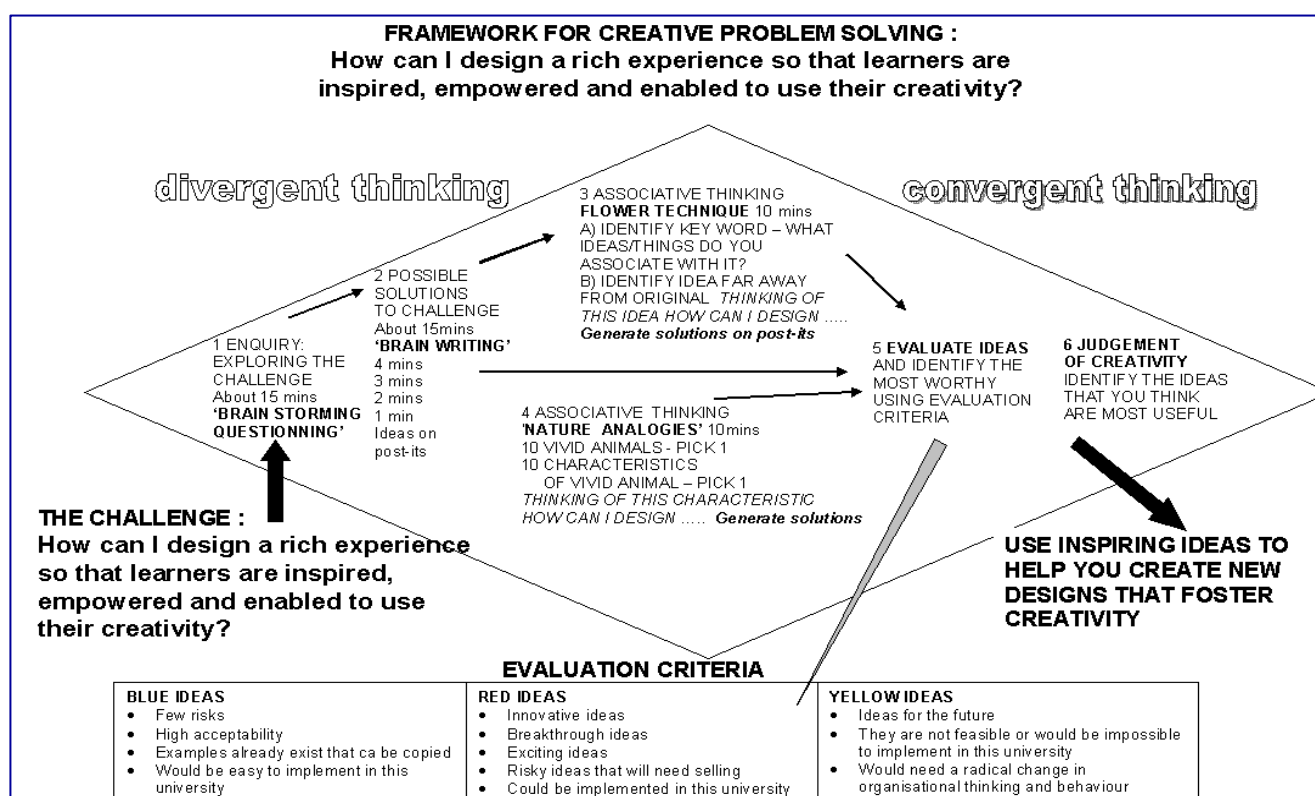 FRAMEWORK FOR CREATIVE PROBLEM SOLVING :
How can I design a rich experience so that learners are
inspired, empowered and enabled to use their creativity?
divergent thinking
convergent thinking
1 ENQUIRY:
EXPLORING THE
CHALLENGE
About 15 mins
‘BRAIN STORMING
QUESTIONNING’
2 POSSIBLE
SOLUTIONS
TO CHALLENGE
About 15mins
‘BRAIN WRITING’
4 mins
3 mins
2 mins
1 min
Ideas on
post-its
3 ASSOCIATIVE THINKING
FLOWER TECHNIQUE 10 mins
A) IDENTIFY KEY WORD – WHAT
IDEAS/THINGS DO YOU
ASSOCIATE WITH IT?
B) IDENTIFY IDEA FAR AWAY
FROM ORIGINAL THINKING OF
THIS IDEA HOW CAN I DESIGN .....
Generate solutions on post-its
4 ASSOCIATIVE THINKING
‘NATURE ANALOGIES’ 10mins
10 VIVID ANIMALS - PICK 1
10 CHARACTERISTICS
OF VIVID ANIMAL – PICK 1
THINKING OF THIS CHARACTERISTIC
HOW CAN I DESIGN ..... Generate solutions
5 EVALUATE IDEAS
AND IDENTIFY THE
MOST WORTHY
USING EVALUATION
CRITERIA
6 JUDGEMENT
OF CREATIVITY
IDENTIFY THE IDEAS
THAT YOU THINK
ARE MOST USEFUL
THE CHALLENGE :
How can I design a rich experience
so that learners are inspired,
empowered and enabled to use
their creativity?
USE INSPIRING IDEAS TO
HELP YOU CREATE NEW
DESIGNS THAT FOSTER
CREATIVITY
EVALUATION CRITERIA
BLUE IDEAS
• Few risks
• High acceptability
• Examples already exist that ca be copied
• Would be easy to implement in this
university
RED IDEAS
• Innovative ideas
• Breakthrough ideas
• Exciting ideas
• Risky ideas that will need selling
• Could be implemented in this university
YELLOW IDEAS
• Ideas for the future
• They are not feasible or would be impossible
to implement in this university
• Would need a radical change in
organisational thinking and behaviour